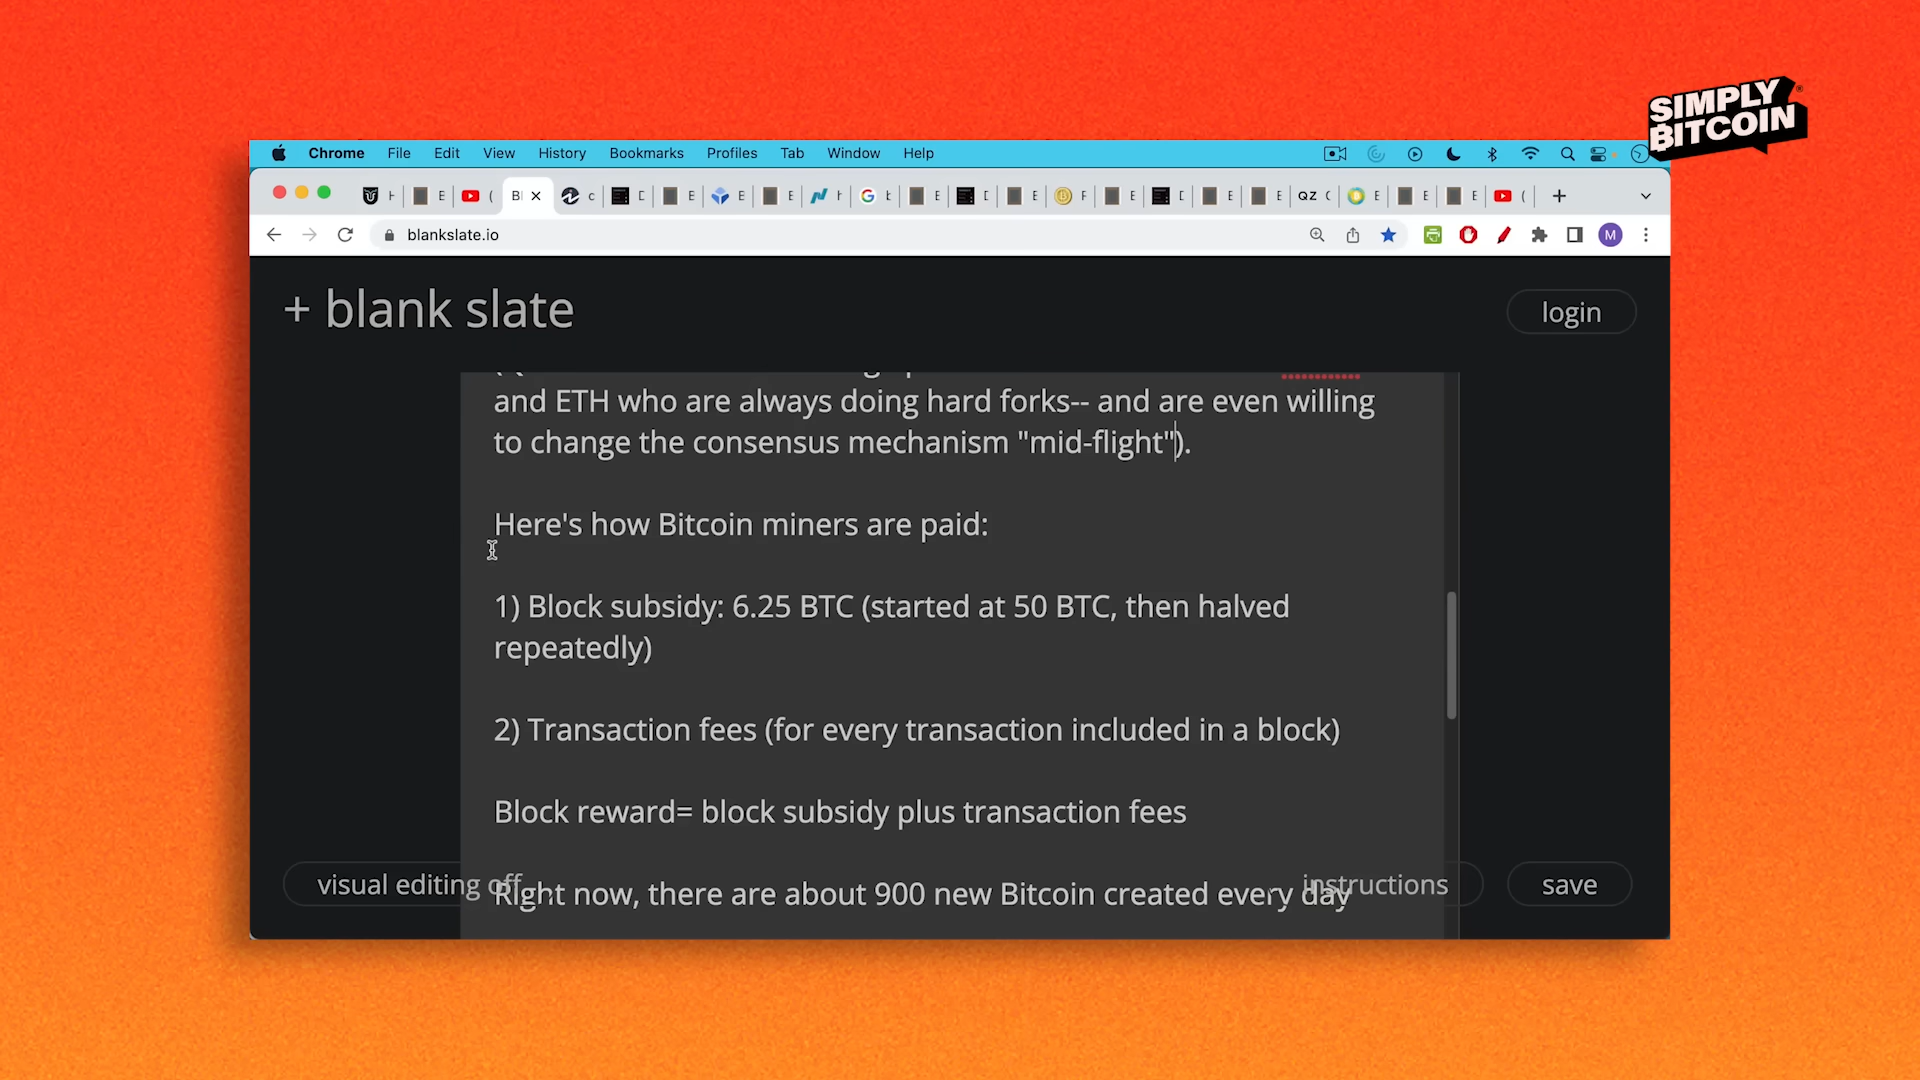 SIMPLY
BITCOIN
Chrome File Edit View History Bookmarks Profiles Tab Window Help
blankslate.io
M
+ blank slate
login
and ETH who are always doing hard forks-- and are even willing
to change the consensus mechanism "mid-flight").
Here's how Bitcoin miners are paid:
1) Block subsidy: 6.25 BTC (started at 50 BTC, then halved
repeatedly)
2) Transaction fees (for every transaction included in a block)
Block reward= block subsidy plus transaction fees
visual editing off
instructions
save
Right now, there are about 900 new Bitcoin created every day